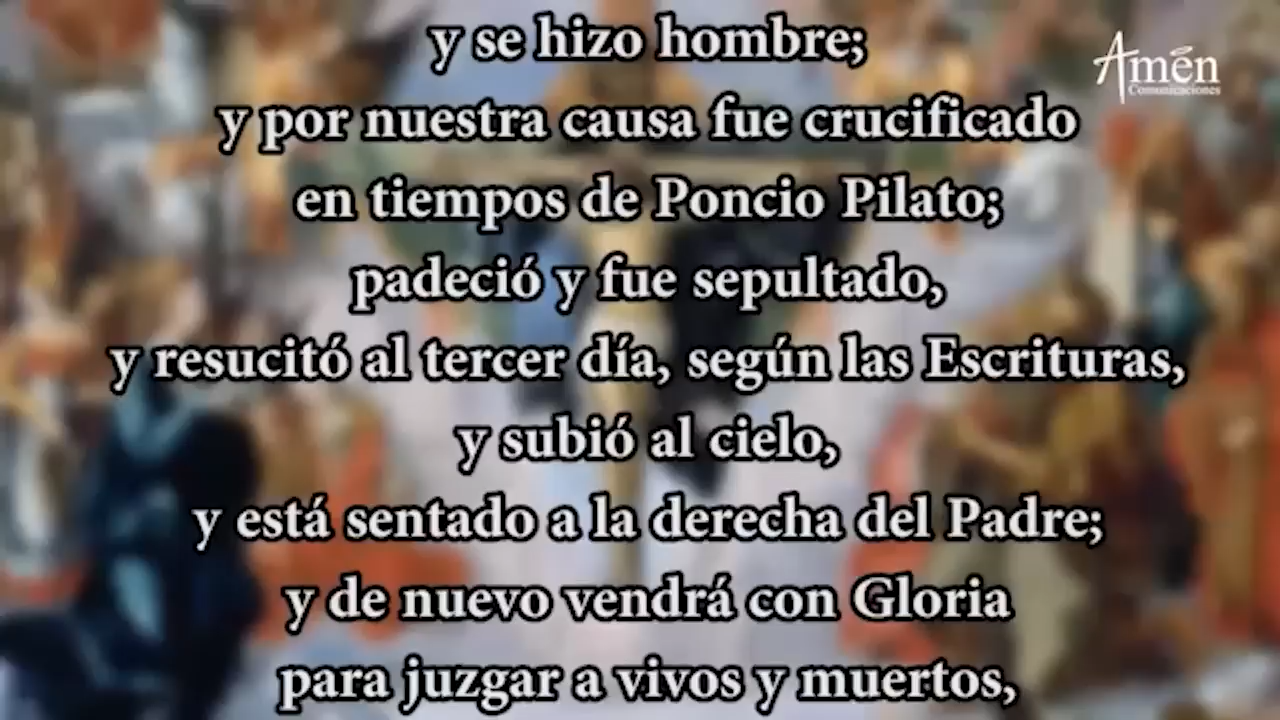 y se hizo hombre;
Amén
Comunicaciones
y por nuestra causa fue crucificado
en tiempos de Poncio Pilato;
padeció y fue sepultado,
y resucitó al tercer día, según las Escrituras,
y subió al cielo,
y está sentado a la derecha del Padre;
y de nuevo vendrá con Gloria
para juzgar a vivos y muertos,